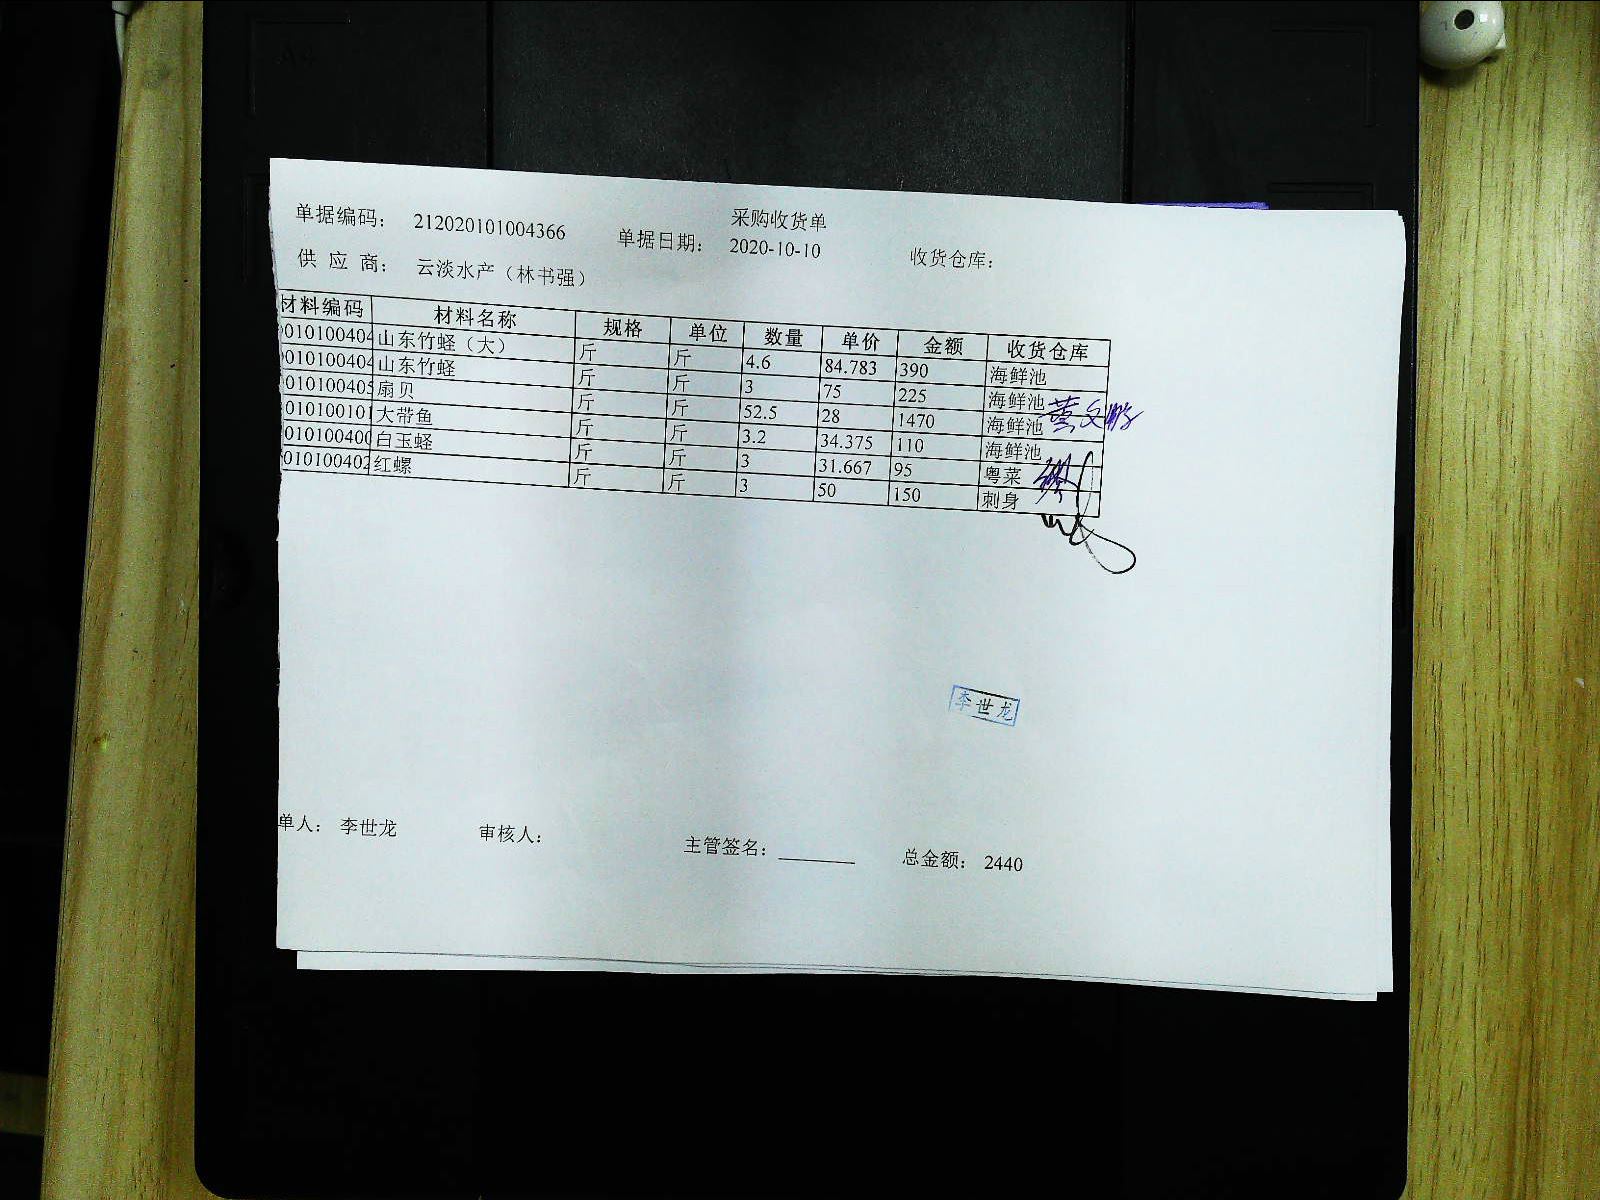 采购收货单
单据编码： 212020101004366 单据日期： 2020-10-10 收货仓库：
供 应 商： 云淡水产（林书强）
材料编码 材料名称 规格 单位 数量 单价 金额 收货仓库
010100404 山东竹蛏（大） 斤 斤 4.6 84.783 390 海鲜池
010100404 山东竹蛏 斤 斤 3 75 225 海鲜池
010100405 扇贝 斤 斤 52.5 28 1470 海鲜池
010100101 大带鱼 斤 斤 3.2 34.375 110 海鲜池
010100400 白玉蛏 斤 斤 3 31.667 95 粤菜
010100402 红螺 斤 斤 3 50 150 刺身
李世龙
单人： 李世龙 审核人： 主管签名： 总金额： 2440